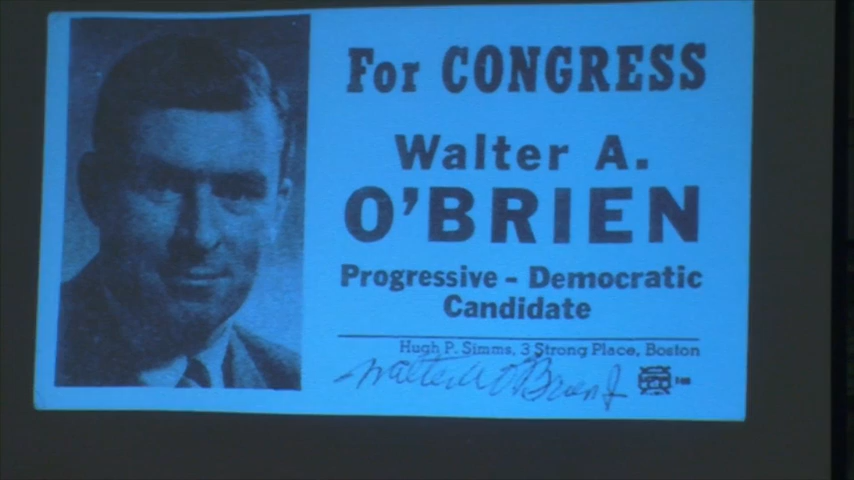 For CONGRESS
Walter A.
O'BRIEN
Progressive - Democratic
Candidate
Hugh P. Simms, 3 Strong Place, Boston
Walter A O'Brien Jr